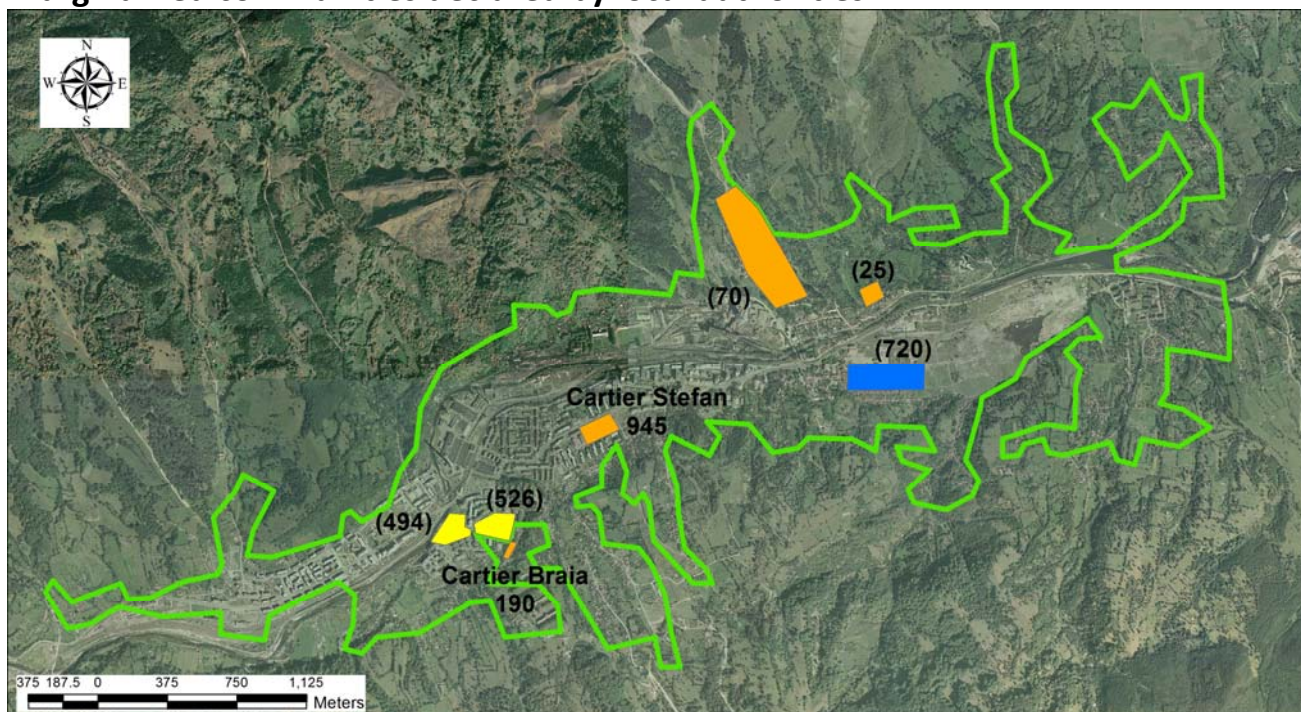 N
W E
S
(25)
(70)
(720)
Cartier Stefan
945
(526)
(494)
Cartier Braia
190
375 187.5 0 375 750 1,125
Meters